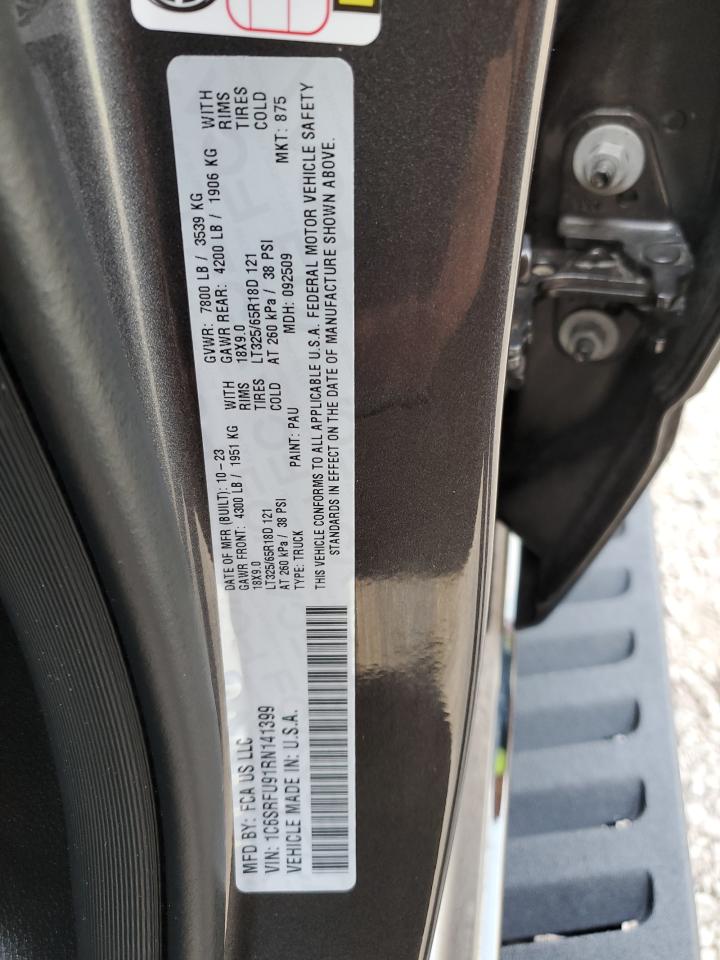 MFD BY: FCA US LLC
DATE OF MFR (BUILT): 10-23
GVWR: 7800 LB / 3539 KG
GAWR FRONT: 4300 LB / 1951 KG WITH
GAWR REAR: 4200 LB / 1906 KG WITH
18X9.0 RIMS
18X9.0 RIMS
LT325/65R18D 121 TIRES
LT325/65R18D 121 TIRES
AT 260 kPa / 38 PSI COLD
AT 260 kPa / 38 PSI COLD
VIN: 1C6SRFU91RN141399
TYPE: TRUCK PAINT: PAU MDH: 092509 MKT: 875
VEHICLE MADE IN: U.S.A.
THIS VEHICLE CONFORMS TO ALL APPLICABLE U.S.A. FEDERAL MOTOR VEHICLE SAFETY
STANDARDS IN EFFECT ON THE DATE OF MANUFACTURE SHOWN ABOVE.